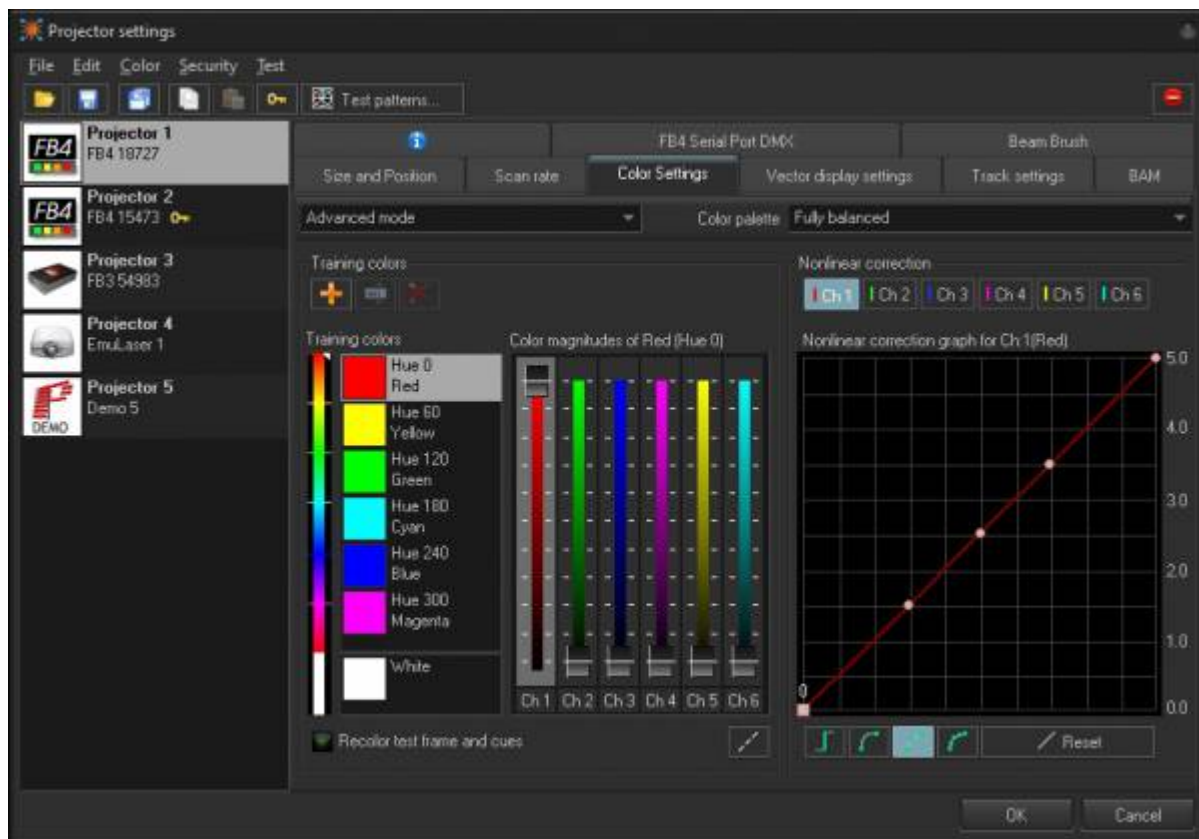 Projector settings
File Edit Color Security Test
Test patterns...
FB4
Projector 1
FB4 18727
FB4
Projector 2
FB4 15473
Projector 3
FB3 54983
Projector 4
EmuLaser 1
DEMO
Projector 5
Demo 5
FB4 Serial Port DMX Beam Brush
Size and Position Scan rate Color Settings Vector display settings Track settings BAM
Advanced mode Color palette Fully balanced
Training colors
Training colors
Hue 0
Red
Hue 60
Yellow
Hue 120
Green
Hue 180
Cyan
Hue 240
Blue
Hue 300
Magenta
White
Color magnitudes of Red (Hue 0)
Ch 1 Ch 2 Ch 3 Ch 4 Ch 5 Ch 6
Recolor test frame and cues
Nonlinear correction
Ch 1 Ch 2 Ch 3 Ch 4 Ch 5 Ch 6
Nonlinear correction graph for Ch:1(Red)
5.0
4.0
3.0
2.0
1.0
0
0.0
Reset
OK Cancel